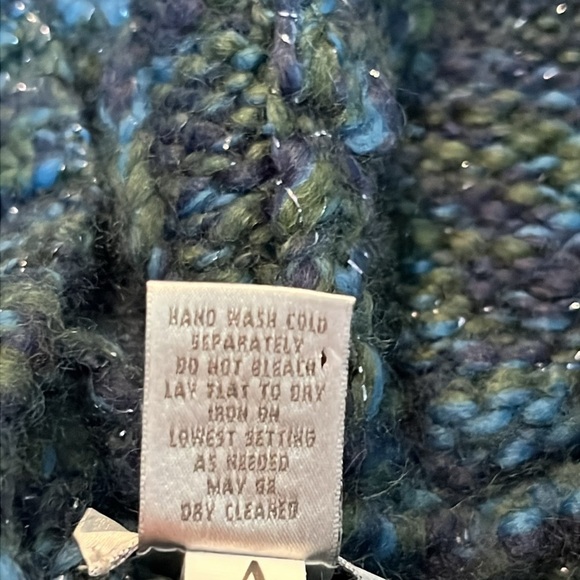 HAND WASH COLD
SEPARATELY
DO NOT BLEACH
LAY FLAT TO DRY
IRON ON
LOWEST SETTING
AS NEEDED
MAY BE
DRY CLEANED